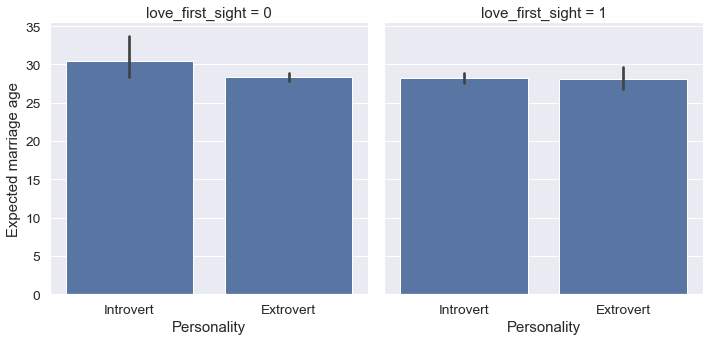 love_first_sight = 0
love_first_sight = 1
Expected marriage age
35
30
25
20
15
10
5
0
Introvert
Extrovert
Introvert
Extrovert
Personality
Personality